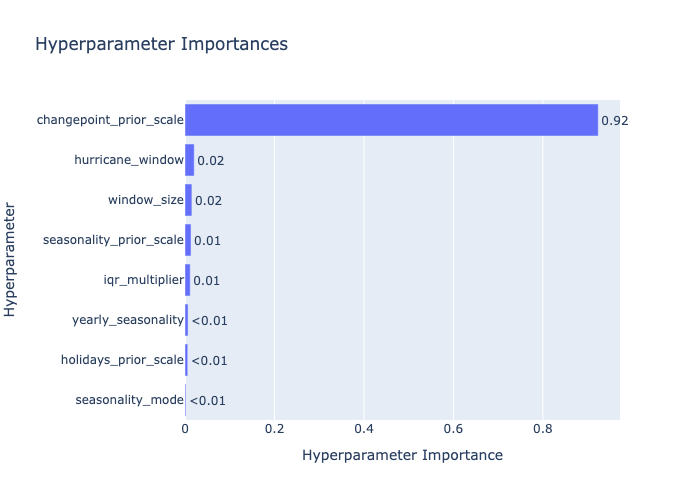 Hyperparameter Importances
Hyperparameter
changepoint_prior_scale 0.92
hurricane_window 0.02
window_size 0.02
seasonality_prior_scale 0.01
iqr_multiplier 0.01
yearly_seasonality <0.01
holidays_prior_scale <0.01
seasonality_mode <0.01
0 0.2 0.4 0.6 0.8
Hyperparameter Importance